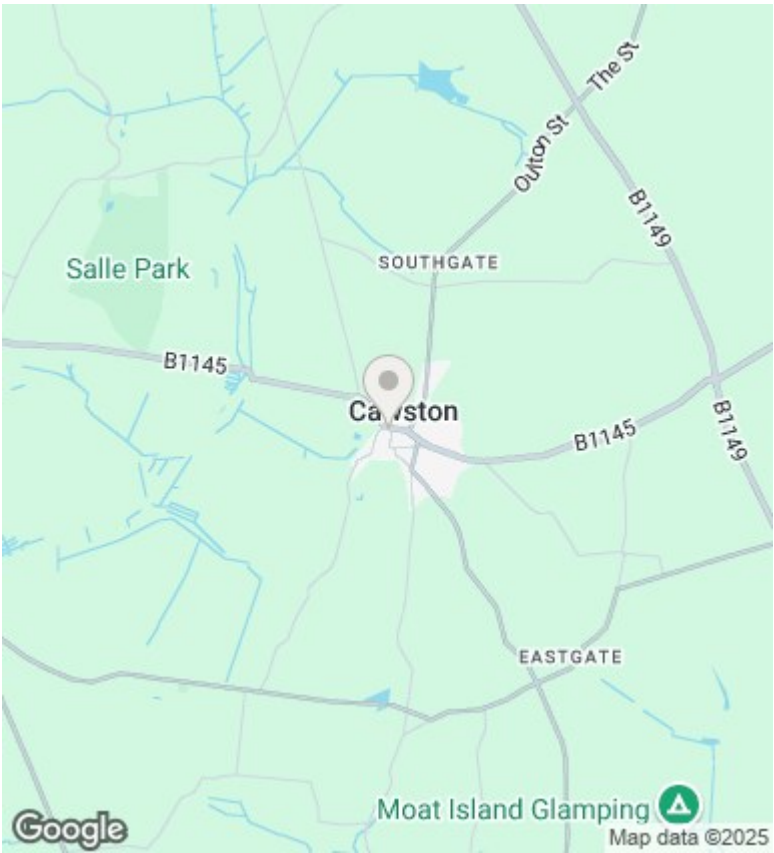 The St
Oulton St
B1149
SOUTHGATE
Salle Park
B1145
Cawston
B1145
B1149
EASTGATE
Moat Island Glamping
Google
Map data ©2025